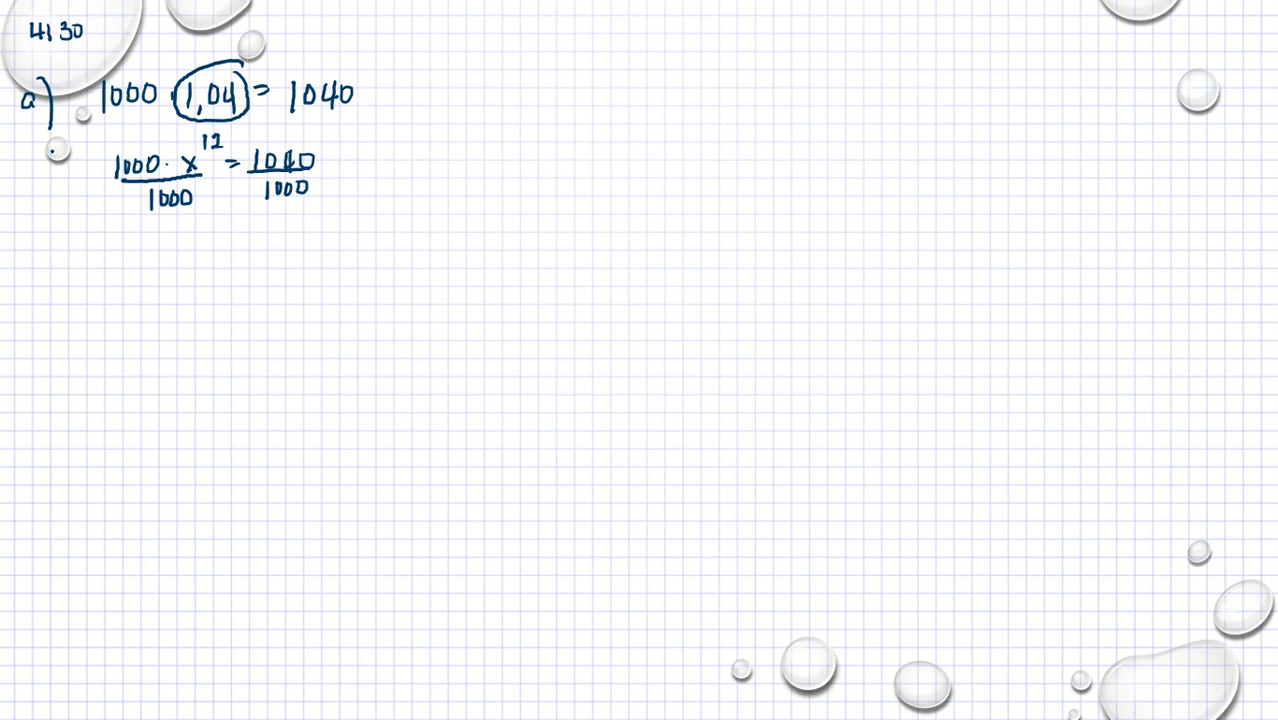 4130
a) 1000 · 1,04 = 1040
1000 · x^12 = 1040
1000 1000